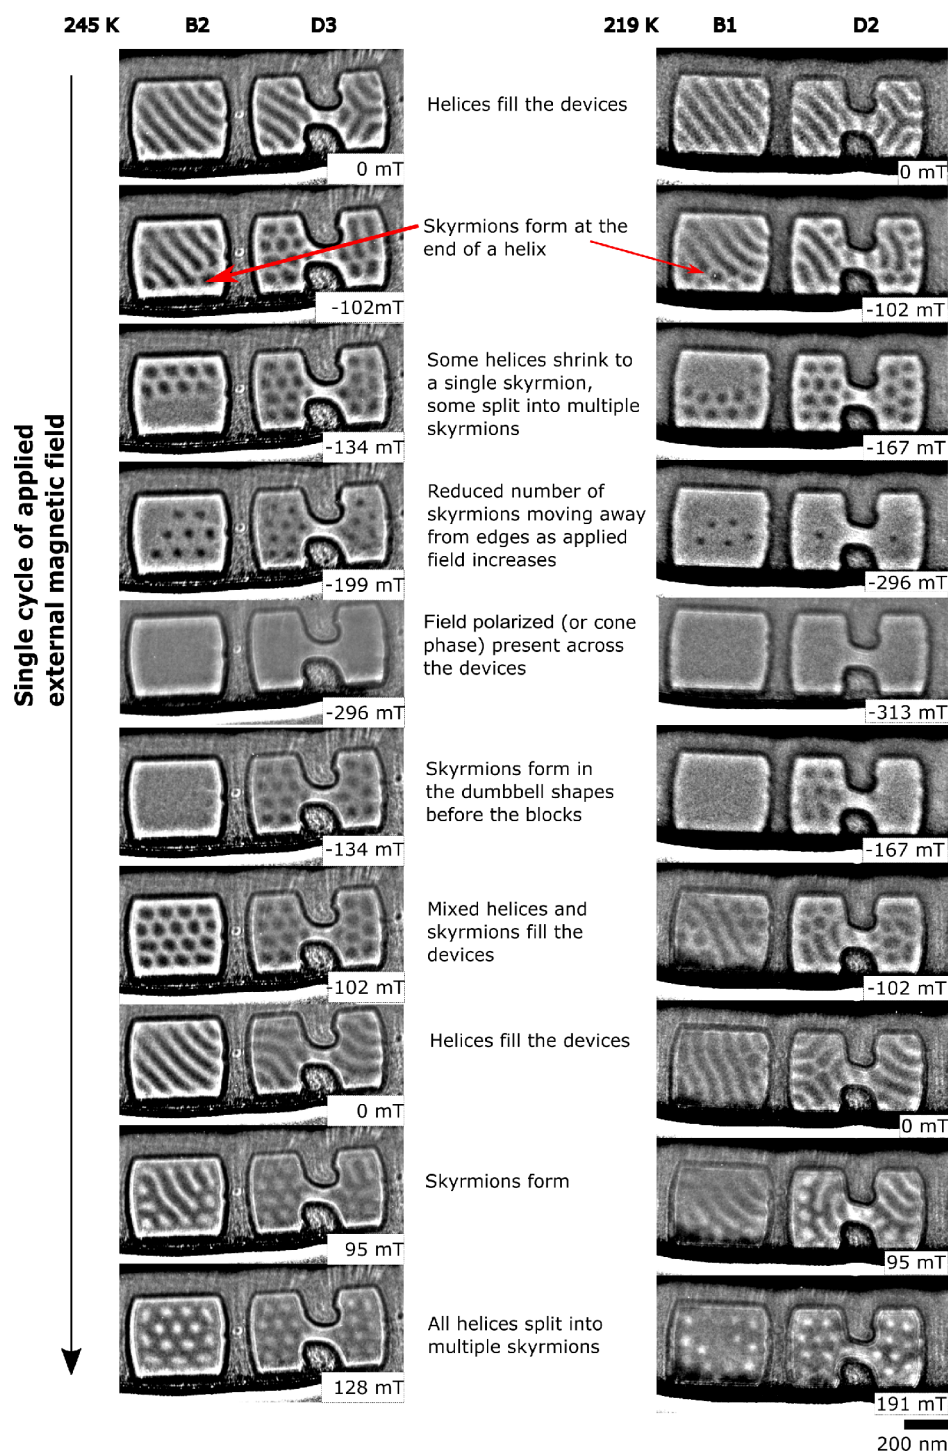 245 K B2 D3 219 K B1 D2
Single cycle of applied
external magnetic field
Helices fill the devices
0 mT
0 mT
Skyrmions form at the
end of a helix
-102mT
-102 mT
Some helices shrink to
a single skyrmion,
some split into multiple
skyrmions
-134 mT
-167 mT
Reduced number of
skyrmions moving away
from edges as applied
field increases
-199 mT
-296 mT
Field polarized (or cone
phase) present across
the devices
-296 mT
-313 mT
Skyrmions form in
the dumbbell shapes
before the blocks
-134 mT
-167 mT
Mixed helices and
skyrmions fill the
devices
-102 mT
-102 mT
Helices fill the devices
0 mT
0 mT
Skyrmions form
95 mT
95 mT
All helices split into
multiple skyrmions
128 mT
191 mT
200 nm